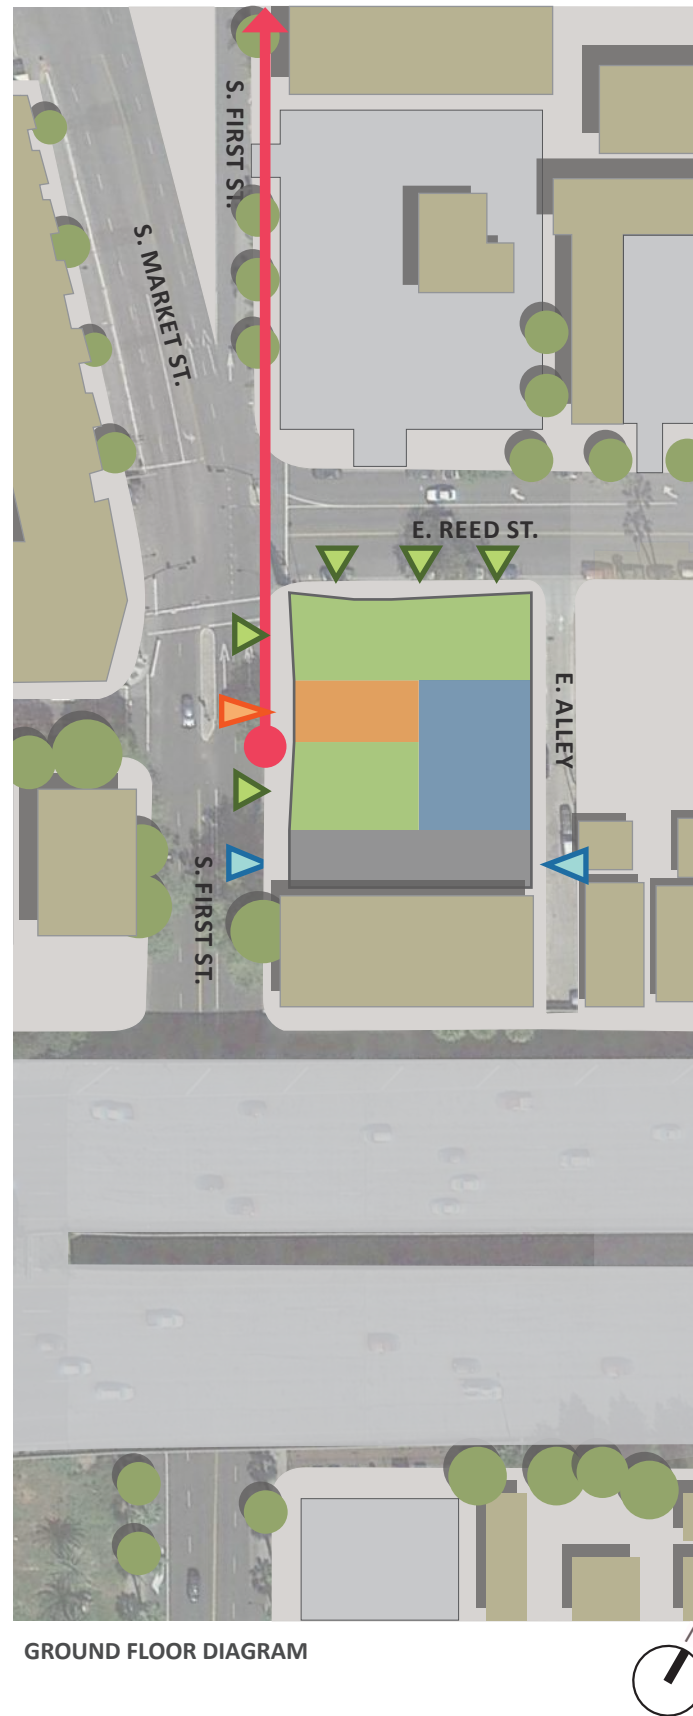 S. FIRST ST.
S. MARKET ST.
E. REED ST.
E. ALLEY
S. FIRST ST.
GROUND FLOOR DIAGRAM